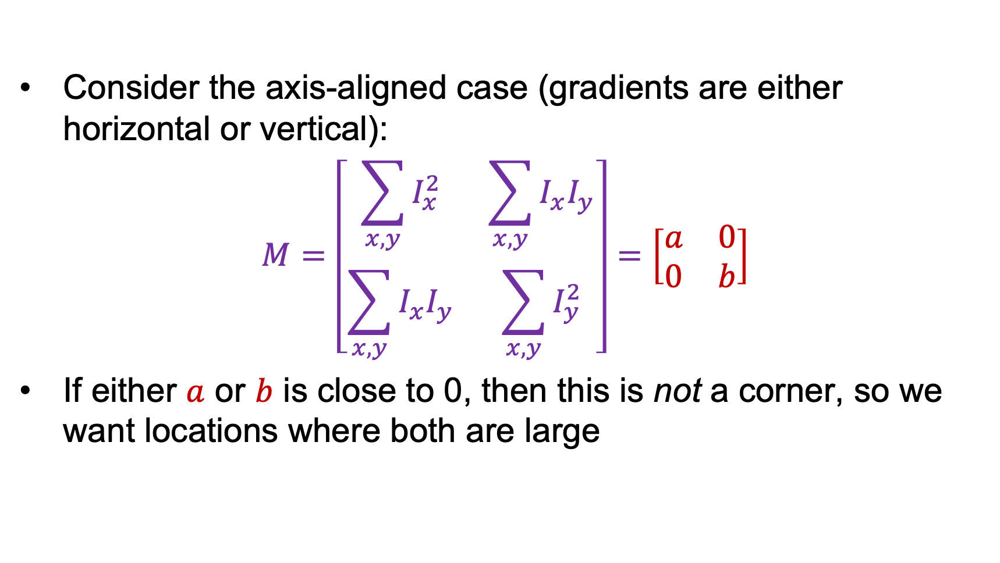 • Consider the axis-aligned case (gradients are either
horizontal or vertical):
$M = \begin{bmatrix} \sum_{x,y} I_x^2 & \sum_{x,y} I_x I_y \\ \sum_{x,y} I_x I_y & \sum_{x,y} I_y^2 \end{bmatrix} = \begin{bmatrix} a & 0 \\ 0 & b \end{bmatrix}$
• If either a or b is close to 0, then this is not a corner, so we
want locations where both are large